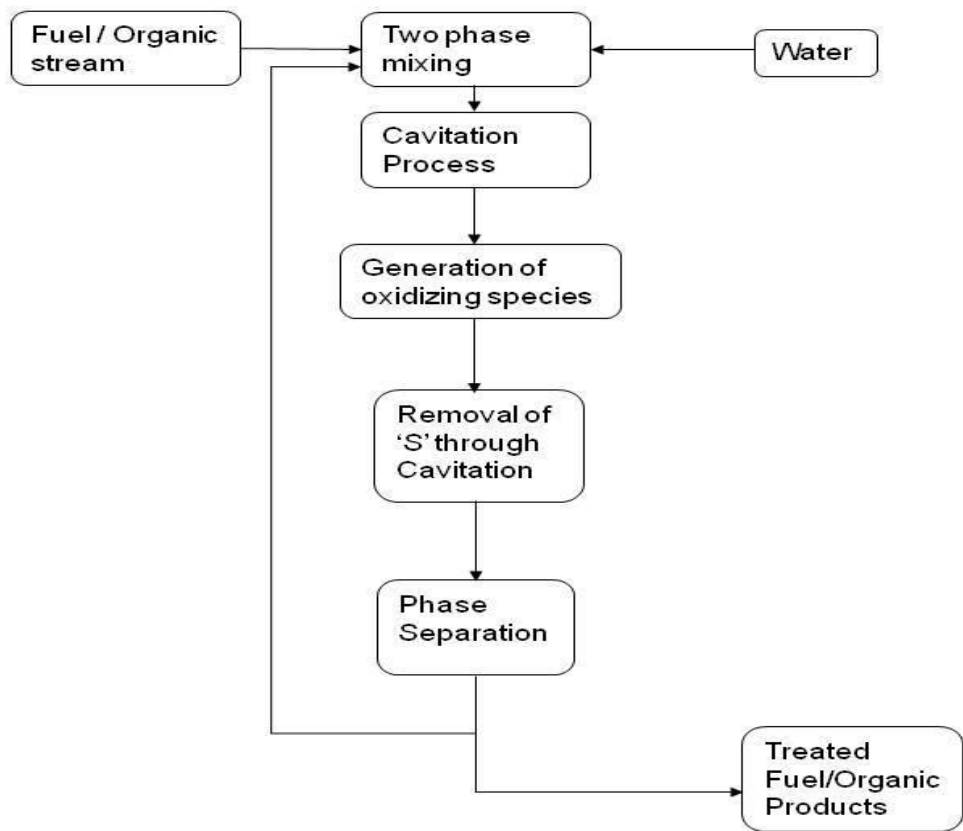 Fuel / Organic
stream
Two phase
mixing
Water
Cavitation
Process
Generation of
oxidizing species
Removal of
‘S’ through
Cavitation
Phase
Separation
Treated
Fuel/Organic
Products